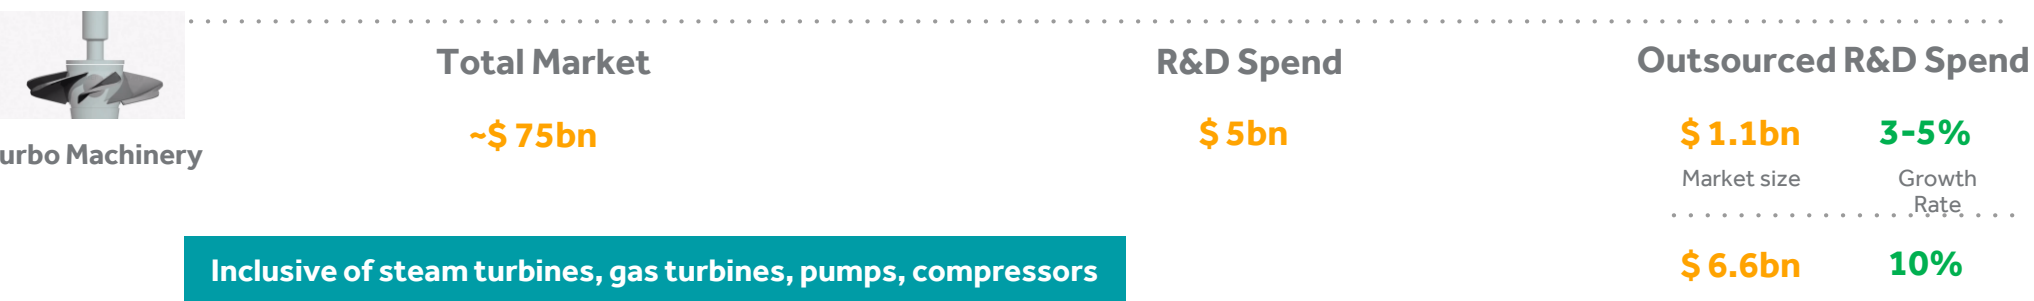 Total Market
R&D Spend
Outsourced R&D Spend
~$ 75bn
$ 5bn
$ 1.1bn
3-5%
urbo Machinery
Market size
Growth
Rate
Inclusive of steam turbines, gas turbines, pumps, compressors
$ 6.6bn
10%